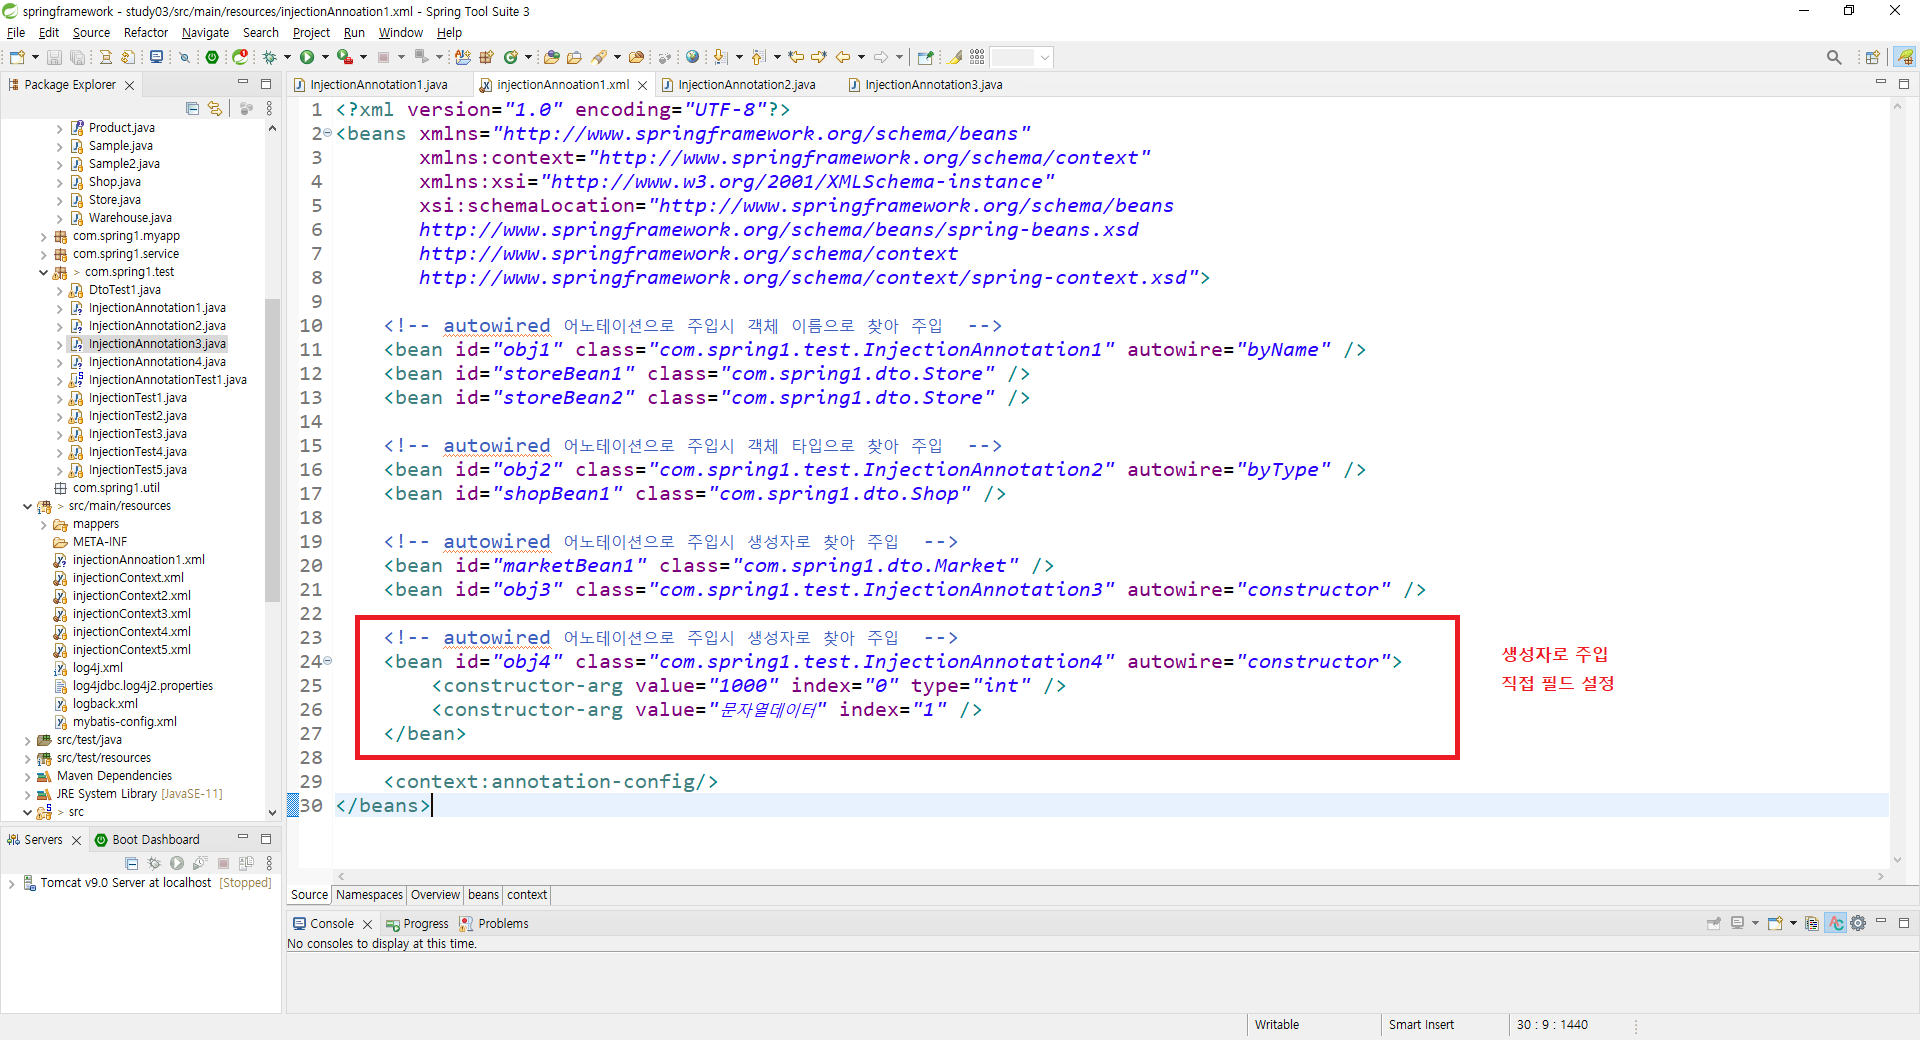 springframework - study03/src/main/resources/injectionAnnoation1.xml - Spring Tool Suite 3
File Edit Source Refactor Navigate Search Project Run Window Help
Package Explorer
Product.java
Sample.java
Sample2.java
Shop.java
Store.java
Warehouse.java
com.spring1.myapp
com.spring1.service
> com.spring1.test
DtoTest1.java
InjectionAnnotation1.java
InjectionAnnotation2.java
InjectionAnnotation3.java
InjectionAnnotation4.java
InjectionAnnotationTest1.java
InjectionTest1.java
InjectionTest2.java
InjectionTest3.java
InjectionTest4.java
InjectionTest5.java
com.spring1.util
> src/main/resources
mappers
META-INF
injectionAnnoation1.xml
injectionContext.xml
injectionContext2.xml
injectionContext3.xml
injectionContext4.xml
injectionContext5.xml
log4j.xml
log4jdbc.log4j2.properties
logback.xml
mybatis-config.xml
src/test/java
src/test/resources
Maven Dependencies
JRE System Library [JavaSE-11]
> src
Servers Boot Dashboard
Tomcat v9.0 Server at localhost [Stopped]
InjectionAnnotation1.java injectionAnnoation1.xml InjectionAnnotation2.java InjectionAnnotation3.java
1 <?xml version="1.0" encoding="UTF-8"?>
2 <beans xmlns="http://www.springframework.org/schema/beans"
3 xmlns:context="http://www.springframework.org/schema/context"
4 xmlns:xsi="http://www.w3.org/2001/XMLSchema-instance"
5 xsi:schemaLocation="http://www.springframework.org/schema/beans
6 http://www.springframework.org/schema/beans/spring-beans.xsd
7 http://www.springframework.org/schema/context
8 http://www.springframework.org/schema/context/spring-context.xsd">
9
10 <!-- autowired 어노테이션으로 주입시 객체 이름으로 찾아 주입 -->
11 <bean id="obj1" class="com.spring1.test.InjectionAnnotation1" autowire="byName" />
12 <bean id="storeBean1" class="com.spring1.dto.Store" />
13 <bean id="storeBean2" class="com.spring1.dto.Store" />
14
15 <!-- autowired 어노테이션으로 주입시 객체 타입으로 찾아 주입 -->
16 <bean id="obj2" class="com.spring1.test.InjectionAnnotation2" autowire="byType" />
17 <bean id="shopBean1" class="com.spring1.dto.Shop" />
18
19 <!-- autowired 어노테이션으로 주입시 생성자로 찾아 주입 -->
20 <bean id="marketBean1" class="com.spring1.dto.Market" />
21 <bean id="obj3" class="com.spring1.test.InjectionAnnotation3" autowire="constructor" />
22
23 <!-- autowired 어노테이션으로 주입시 생성자로 찾아 주입 -->
24 <bean id="obj4" class="com.spring1.test.InjectionAnnotation4" autowire="constructor">
25 <constructor-arg value="1000" index="0" type="int" />
26 <constructor-arg value="문자열데이터" index="1" />
27 </bean>
28
29 <context:annotation-config/>
30 </beans>
생성자로 주입
직접 필드 설정
Source Namespaces Overview beans context
Console Progress Problems
No consoles to display at this time.
Writable Smart Insert 30 : 9 : 1440